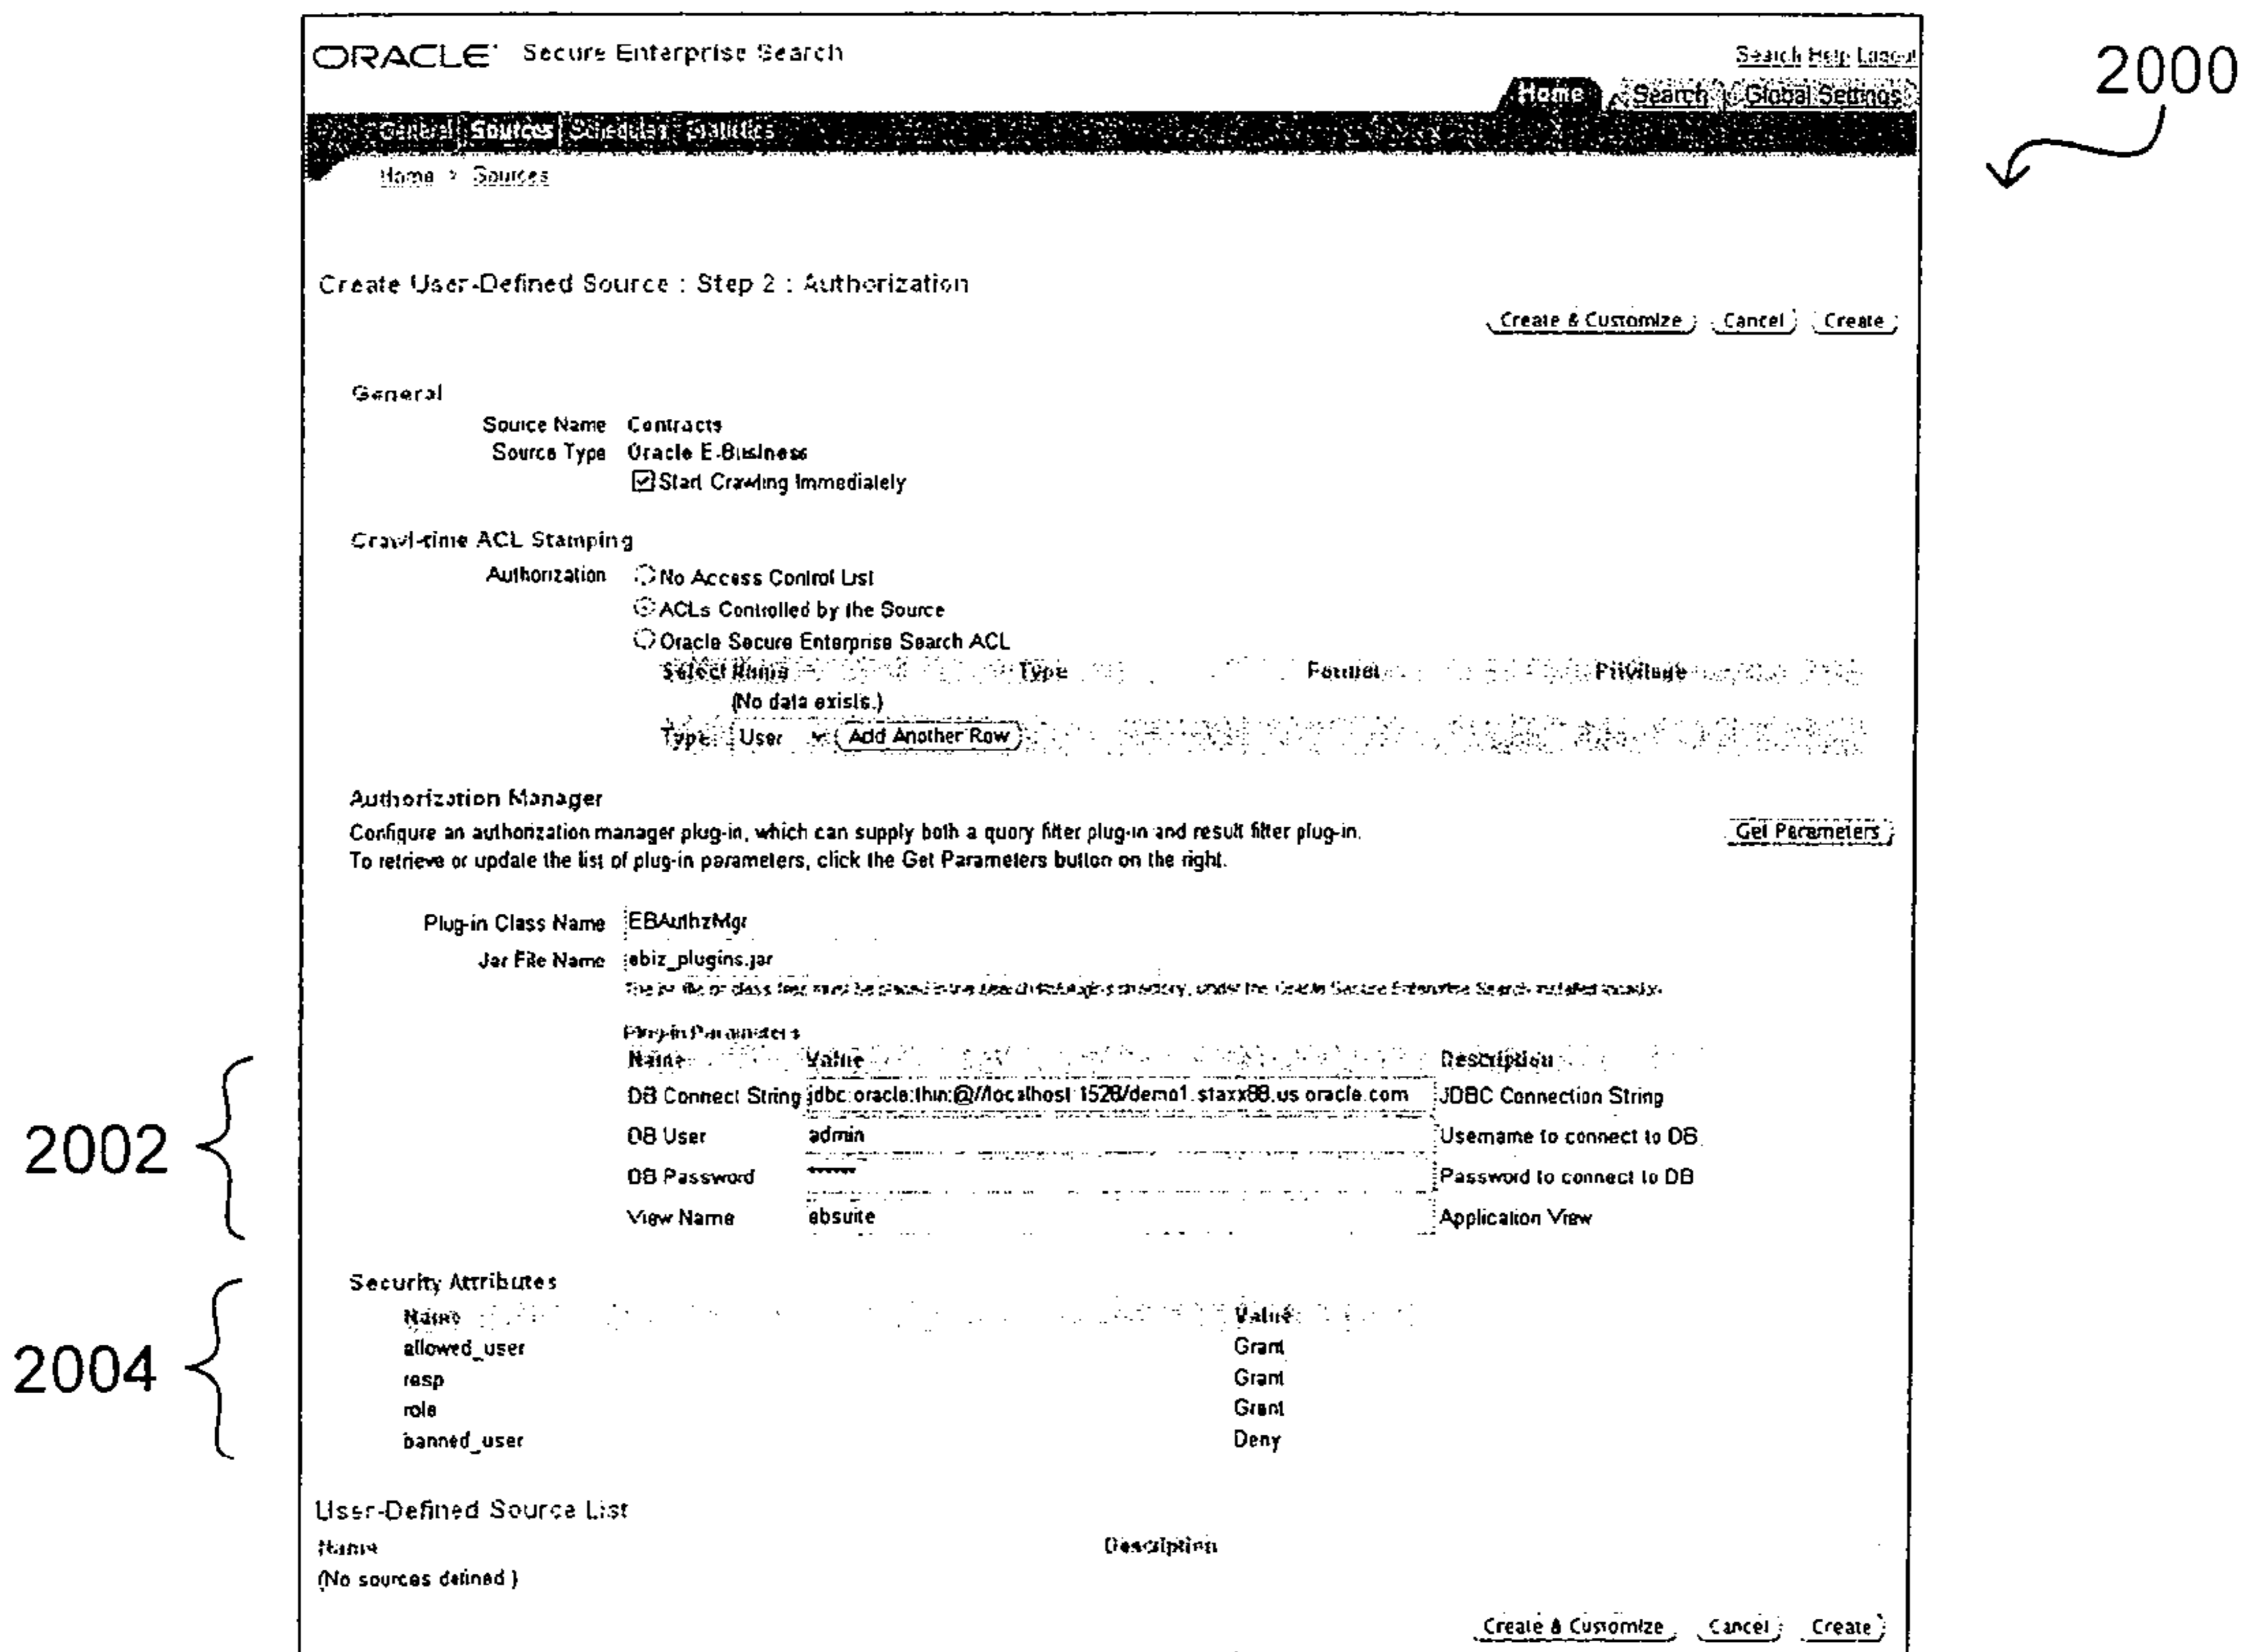 ORACLE Secure Enterprise Search
Search Help Logout
2000
Home Search Global Settings
General Sources Schedules Statistics
Home > Sources
Create User-Defined Source : Step 2 : Authorization
Create & Customize Cancel Create
General
Source Name Contracts
Source Type Oracle E-Business
Start Crawling Immediately
Crawl-time ACL Stamping
Authorization No Access Control List
ACLs Controlled by the Source
Oracle Secure Enterprise Search ACL
Select Name Type Format Privilege
(No data exists.)
Type: User Add Another Row
Authorization Manager
Configure an authorization manager plug-in, which can supply both a query filter plug-in and result filter plug-in.
Get Parameters
To retrieve or update the list of plug-in parameters, click the Get Parameters button on the right.
Plug-in Class Name EBAuthzMgr
Jar File Name ebiz_plugins.jar
Plug-in Parameters
Name Value Description
DB Connect String jdbc:oracle:thin:@//localhost:1528/demo1.staxx88.us.oracle.com JDBC Connection String
2002
DB User admin Username to connect to DB
DB Password ****** Password to connect to DB
View Name ebsuite Application View
Security Attributes
Name Value
2004
allowed_user Grant
resp Grant
role Grant
banned_user Deny
User-Defined Source List
Name Description
(No sources defined )
Create & Customize Cancel Create